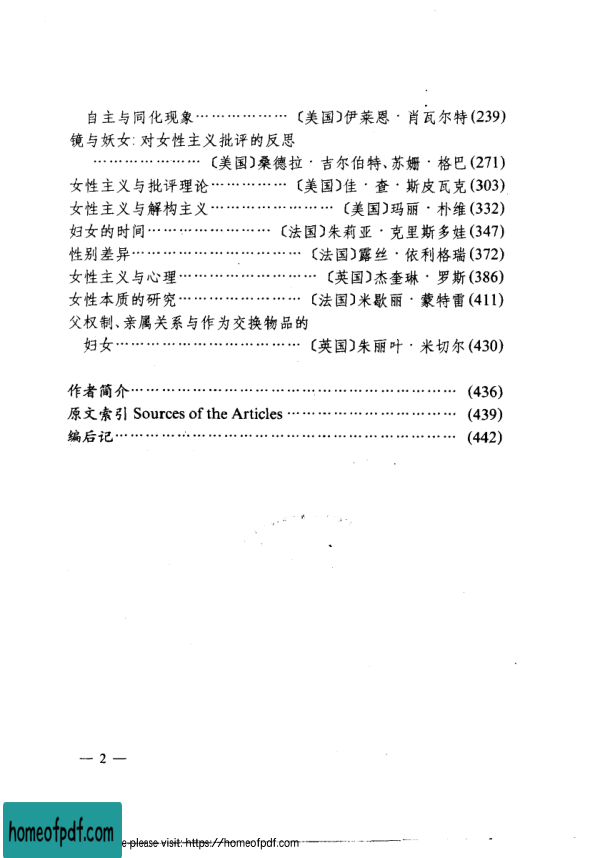 自主与同化现象……………… 〔美国〕伊莱恩·肖瓦尔特(239)
镜与妖女: 对女性主义批评的反思
………………… 〔美国〕桑德拉·吉尔伯特、苏姗·格巴(271)
女性主义与批评理论…………… 〔美国〕佳·查·斯皮瓦克(303)
女性主义与解构主义…………………… 〔美国〕玛丽·朴维(332)
妇女的时间…………………… 〔法国〕朱莉亚·克里斯多娃(347)
性别差异…………………………… 〔法国〕露丝·依利格瑞(372)
女性主义与心理……………………… 〔英国〕杰奎琳·罗斯(386)
女性本质的研究…………………… 〔法国〕米歇丽·蒙特雷(411)
父权制、亲属关系与作为交换物品的
妇女……………………………… 〔英国〕朱丽叶·米切尔(430)
作者简介………………………………………………………… (436)
原文索引 Sources of the Articles …………………………… (439)
编后记…………………………………………………………… (442)
— 2 —
homeofpdf.com
e please visit: https://homeofpdf.com